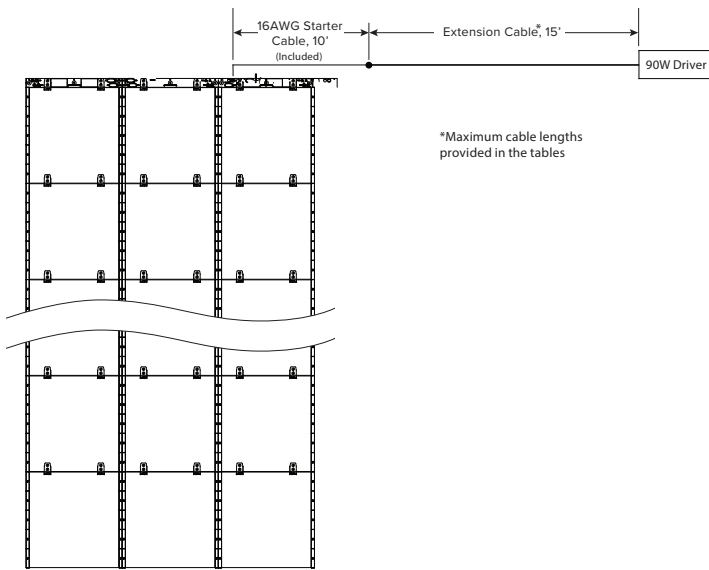 16AWG Starter
Cable, 10'
(Included)
Extension Cable*, 15'
90W Driver
*Maximum cable lengths
provided in the tables